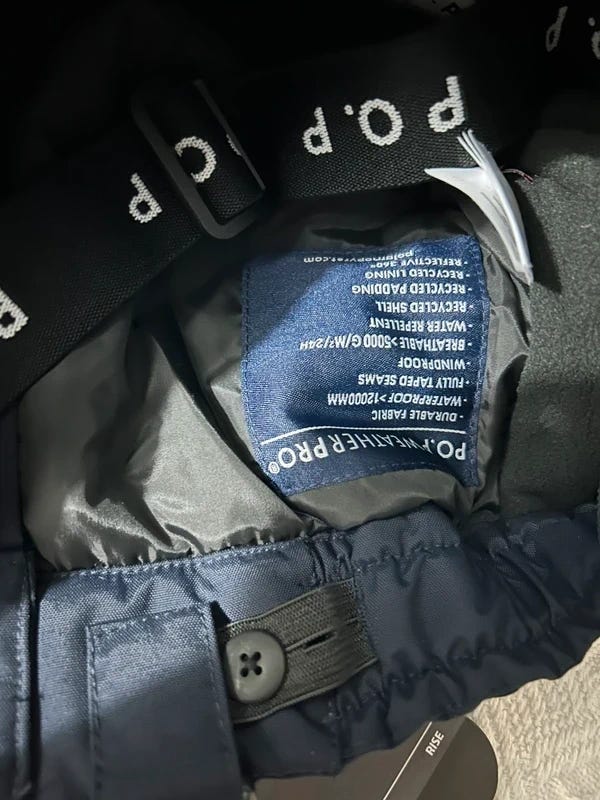 P.O.P
P.O.P
PO.P.WEATHERPRO®
• DURABLE FABRIC
• WATERPROOF>12000MM
• FULLY TAPED SEAMS
• WINDPROOF
• BREATHABLE>5000 G/M²/24H
• WATER REPELLENT
• RECYCLED SHELL
• RECYCLED PADDING
• RECYCLED LINING
• REFLECTIVE 360°
polarnopyret.com
RISE